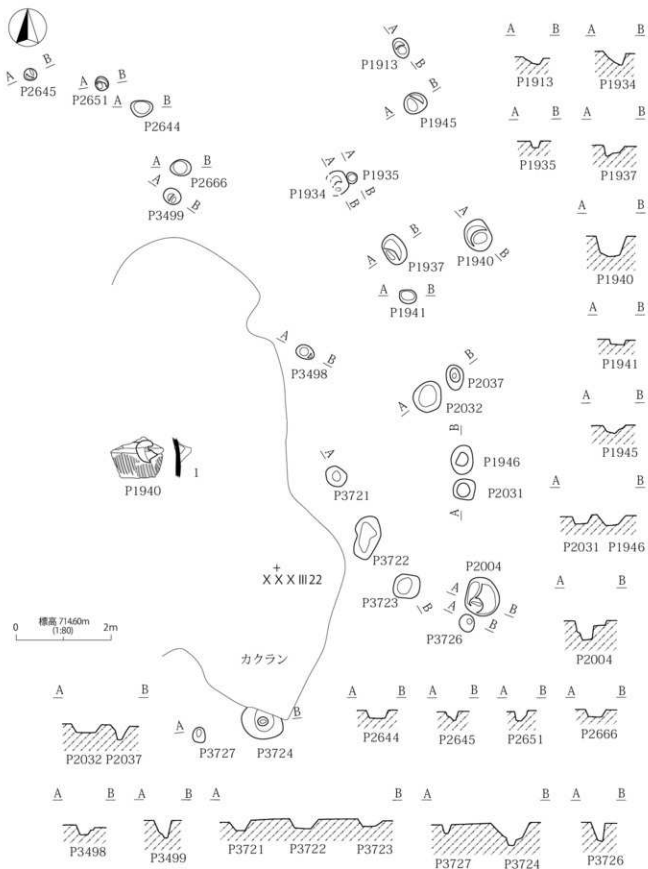 A B
P2645
A B
P2651
A B
P2644
A B
P2666
A B
P3499
A B
P1913
A B
P1945
A A
P1934 P1935
B B
A B
P1937
A B
P1940
A B
P1941
A B
P3498
B
P2037
A P2032
B
P1946
P2031
A
P1940
1
A
P3721
P3722
P3723
B
P2004
A B
A B
P3726
XXXIII22
標高 714.60m
(1:80)
0 2m
カクラン
A
P3727
B
P3724
A B A B
P1913 P1934
A B A B
P1935 P1937
A B
P1940
A B
P1941
A B
P1945
A B
P2031 P1946
A B
P2004
A B A B A B A B A B
P2032 P2037 P2644 P2645 P2651 P2666
A B A B A B A B A B
P3498 P3499 P3721 P3722 P3723 P3727 P3724 P3726